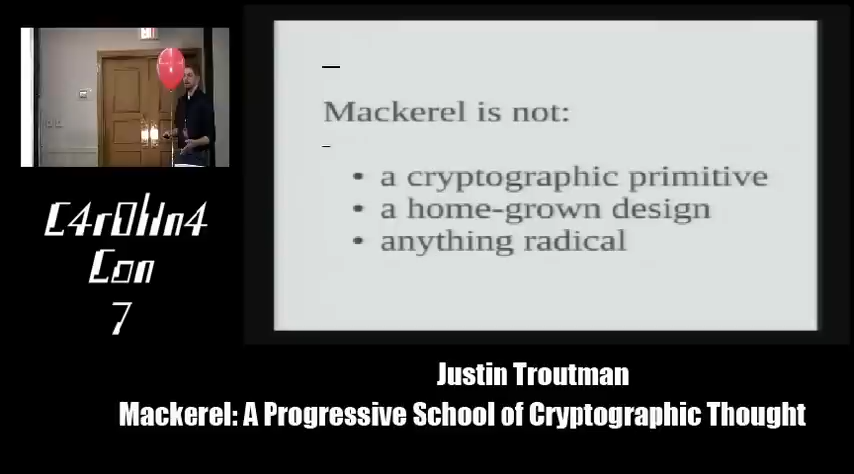 Mackerel is not:
• a cryptographic primitive
• a home-grown design
• anything radical
C4r0l1n4
Con
7
Justin Troutman
Mackerel: A Progressive School of Cryptographic Thought